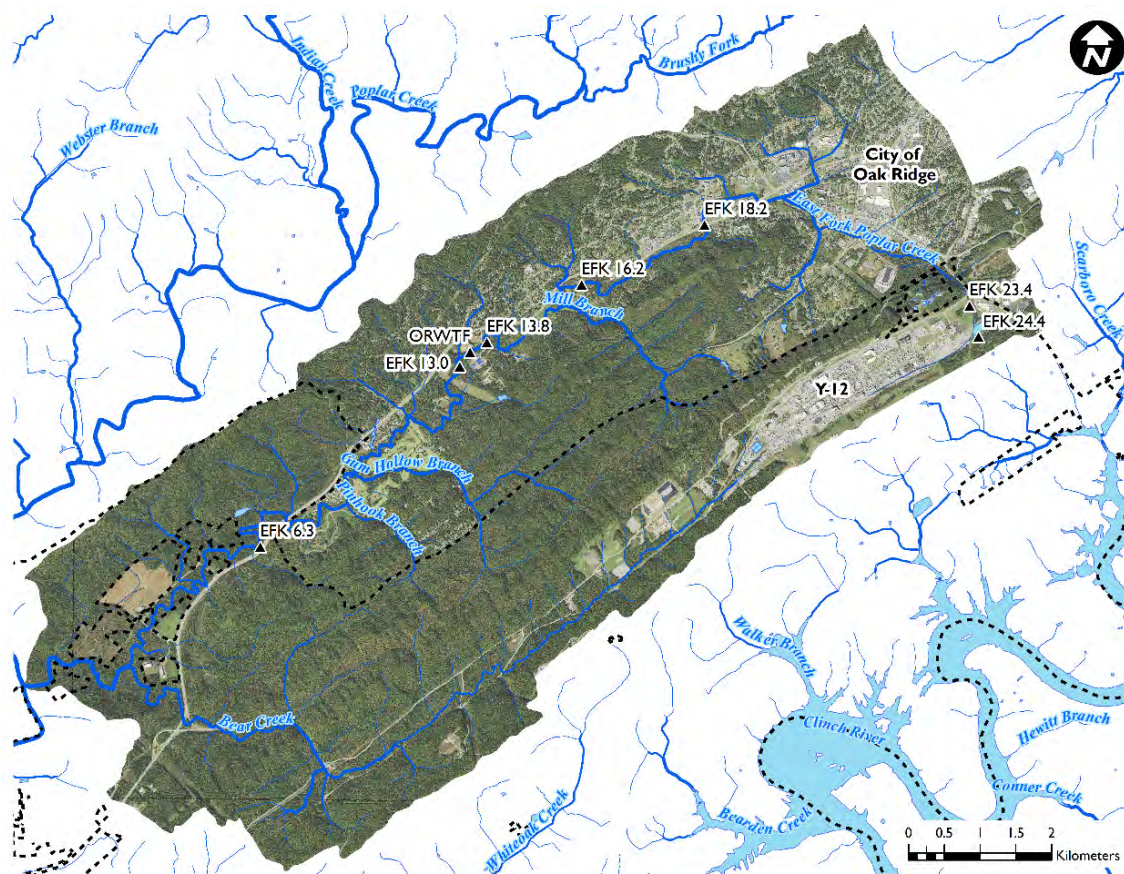 N
Indian Creek
Brushy Fork
Poplar Creek
Webster Branch
City of
Oak Ridge
EFK 18.2
East Fork Poplar Creek
EFK 16.2
Mill Branch
Scarboro Creek
EFK 23.4
EFK 13.8
EFK 24.4
ORWTF
EFK 13.0
Y-12
Gum Hollow Branch
Pinhook Branch
EFK 6.3
Walker Branch
Bear Creek
Clinch River
Hewitt Branch
Conner Creek
Bearden Creek
Whiteoak Creek
0 0.5 1 1.5 2
Kilometers